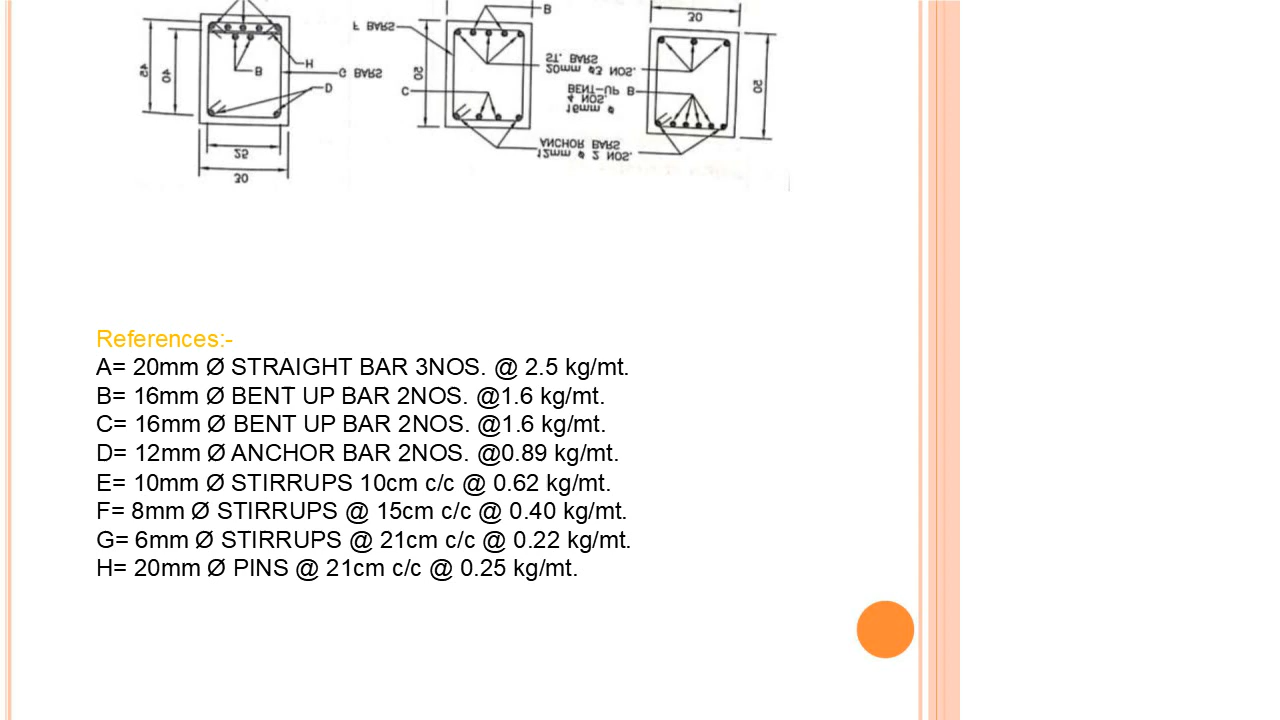 B
30
F BARS
H
B
G BARS
45
40
50
50
ST. BARS
20mm ф3 NOS.
D
C
BENT-UP B
4 NOS.
16mm ф
ANCHOR BARS
12mm ф 2 NOS.
25
30
References:-
A= 20mm Ø STRAIGHT BAR 3NOS. @ 2.5 kg/mt.
B= 16mm Ø BENT UP BAR 2NOS. @1.6 kg/mt.
C= 16mm Ø BENT UP BAR 2NOS. @1.6 kg/mt.
D= 12mm Ø ANCHOR BAR 2NOS. @0.89 kg/mt.
E= 10mm Ø STIRRUPS 10cm c/c @ 0.62 kg/mt.
F= 8mm Ø STIRRUPS @ 15cm c/c @ 0.40 kg/mt.
G= 6mm Ø STIRRUPS @ 21cm c/c @ 0.22 kg/mt.
H= 20mm Ø PINS @ 21cm c/c @ 0.25 kg/mt.